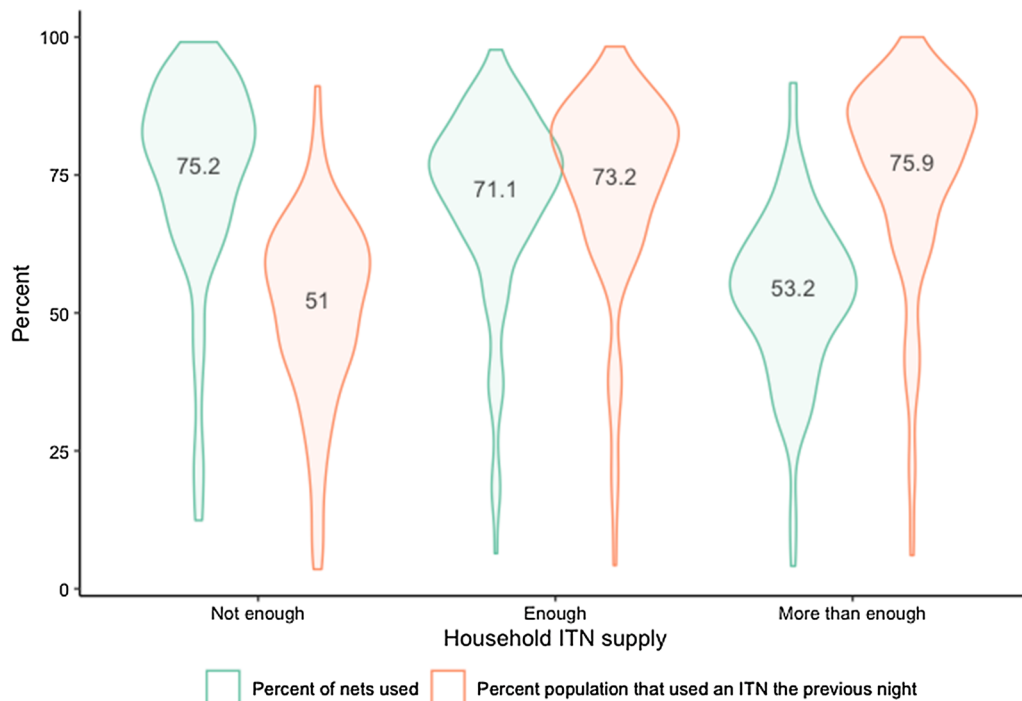 Percent
100
75
50
25
0
75.2
51
71.1
73.2
53.2
75.9
Not enough
Enough
More than enough
Household ITN supply
Percent of nets used
Percent population that used an ITN the previous night